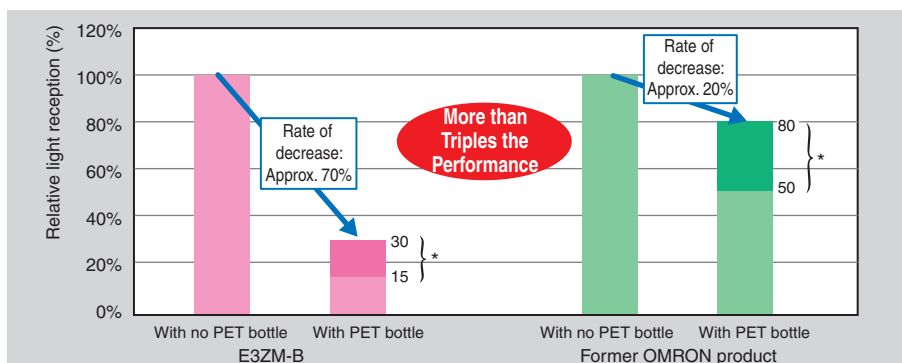 Relative light reception (%)
120%
100%
80%
60%
40%
20%
0%
Rate of
decrease:
Approx. 70%
30
15
*
More than
Triples the
Performance
Rate of
decrease:
Approx. 20%
80
50
*
With no PET bottle
With PET bottle
E3ZM-B
With no PET bottle
With PET bottle
Former OMRON product